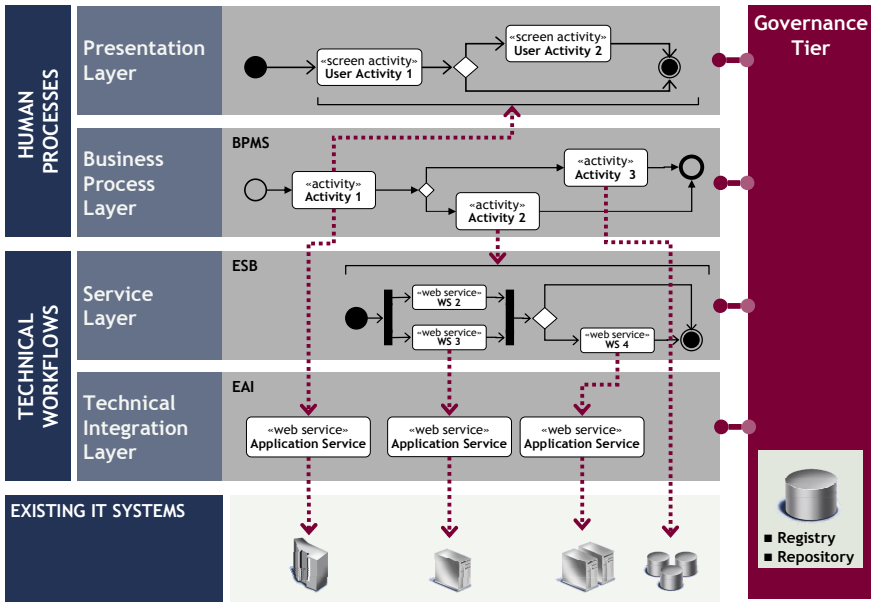 HUMAN
PROCESSES
Presentation
Layer
«screen activity»
User Activity 1
«screen activity»
User Activity 2
Business
Process
Layer
BPMS
«activity»
Activity 1
«activity»
Activity 2
«activity»
Activity 3
TECHNICAL
WORKFLOWS
Service
Layer
ESB
«web service»
WS 2
«web service»
WS 3
«web service»
WS 4
Technical
Integration
Layer
EAI
«web service»
Application Service
«web service»
Application Service
«web service»
Application Service
EXISTING IT SYSTEMS
Governance
Tier
■ Registry
■ Repository